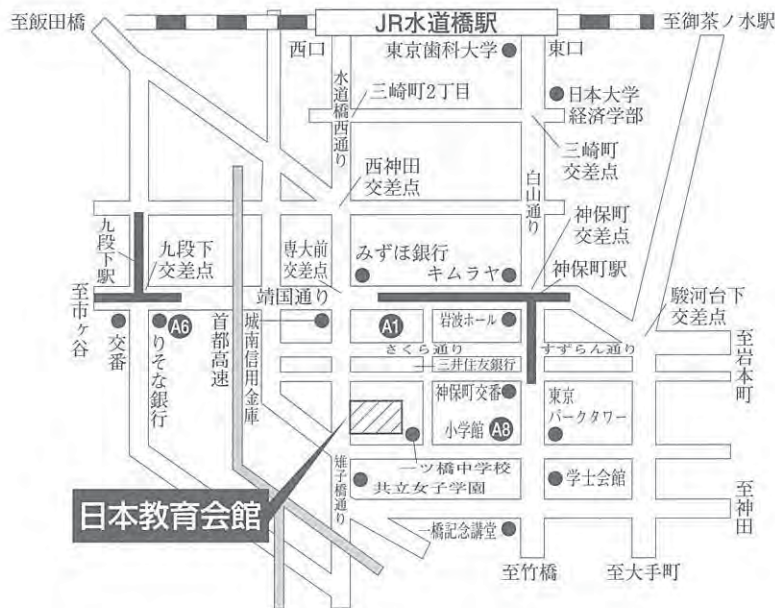 至飯田橋
JR水道橋駅
至御茶ノ水駅
西口
東京歯科大学
東口
水道橋西通り
三崎町2丁目
日本大学
経済学部
三崎町
交差点
西神田
交差点
白山通り
神保町
交差点
九段下駅
九段下
交差点
専大前
交差点
みずほ銀行
キムラヤ
神保町駅
靖国通り
駿河台下
交差点
至市ヶ谷
交番
りそな銀行
A6
首都高速
城南信用金庫
A1
岩波ホール
さくら通り
すずらん通り
三井住友銀行
至岩本町
神保町交番
小学館
A8
東京
パークタワー
一ツ橋中学校
共立女子学園
学士会館
雉子橋通り
日本教育会館
至神田
一橋記念講堂
至竹橋
至大手町